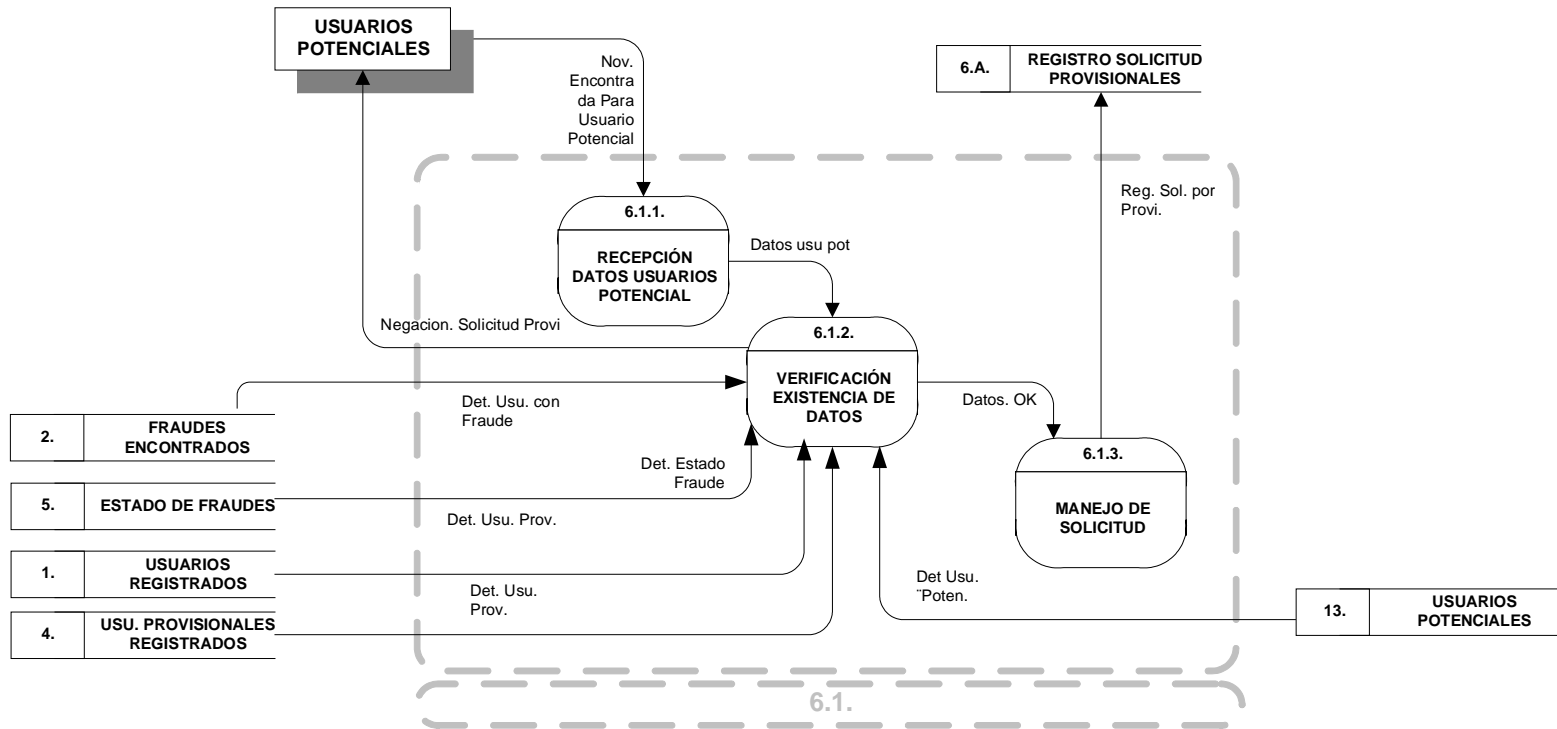 USUARIOS
POTENCIALES
6.A.
REGISTRO SOLICITUD
PROVISIONALES
Nov.
Encontra
da Para
Usuario
Potencial
Reg. Sol. por
Provi.
6.1.1.
RECEPCIÓN
DATOS USUARIOS
POTENCIAL
Datos usu pot
Negacion. Solicitud Provi
6.1.2.
VERIFICACIÓN
EXISTENCIA DE
DATOS
Datos. OK
Det. Usu. con
Fraude
2.
FRAUDES
ENCONTRADOS
Det. Estado
Fraude
6.1.3.
MANEJO DE
SOLICITUD
5.
ESTADO DE FRAUDES
Det. Usu. Prov.
1.
USUARIOS
REGISTRADOS
Det. Usu.
Prov.
Det Usu.
¨Poten.
4.
USU. PROVISIONALES
REGISTRADOS
13.
USUARIOS
POTENCIALES
6.1.